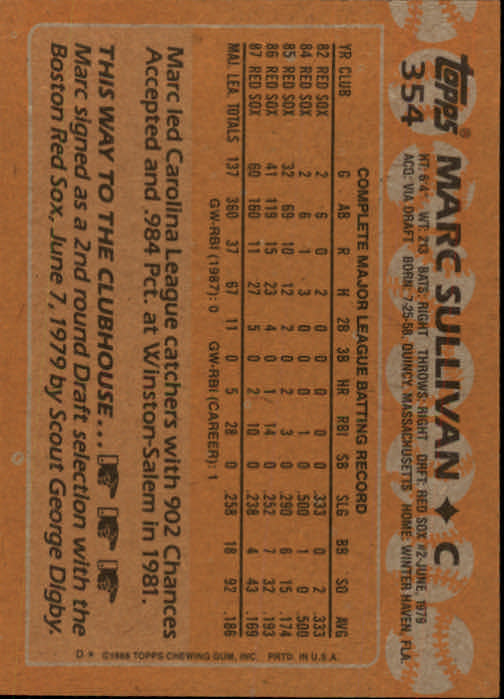 topps® MARC SULLIVAN ✦ C
354
HT: 6'4" WT: 213 BATS: RIGHT THROWS: RIGHT DRFT: RED SOX #2-JUNE, 1979
ACQ: VIA DRAFT BORN: 7-25-58, QUINCY, MASSACHUSETTS HOME: WINTER HAVEN, FLA.
COMPLETE MAJOR LEAGUE BATTING RECORD
YR CLUB G AB R H 2B 3B HR RBI SB SLG BB SO AVG
82 RED SOX 2 6 0 2 0 0 0 0 0 .333 0 2 .333
84 RED SOX 2 6 1 3 0 0 0 1 0 .500 1 0 .500
85 RED SOX 32 69 10 12 2 0 2 3 0 .290 6 15 .174
86 RED SOX 41 119 15 23 4 0 1 14 0 .252 7 32 .193
87 RED SOX 60 160 11 27 5 0 2 10 0 .238 4 43 .169
MAJ. LEA. TOTALS 137 360 37 67 11 0 5 28 0 .258 18 92 .186
GW-RBI (1987): 0 GW-RBI (CAREER): 1
Marc led Carolina League catchers with 902 Chances
Accepted and .984 Pct. at Winston-Salem in 1981.
THIS WAY TO THE CLUBHOUSE...
Marc signed as a 2nd round Draft selection with the
Boston Red Sox, June 7, 1979 by Scout George Digby.
D* ©1988 TOPPS CHEWING GUM, INC. PRTD. IN U.S.A.